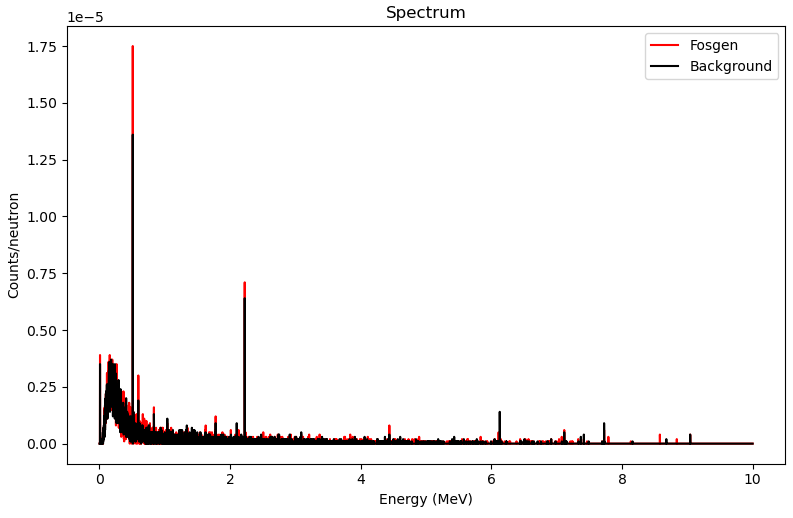 Spectrum
1e−5
Fosgen
Background
1.75
1.50
1.25
1.00
0.75
0.50
0.25
0.00
Counts/neutron
0 2 4 6 8 10
Energy (MeV)